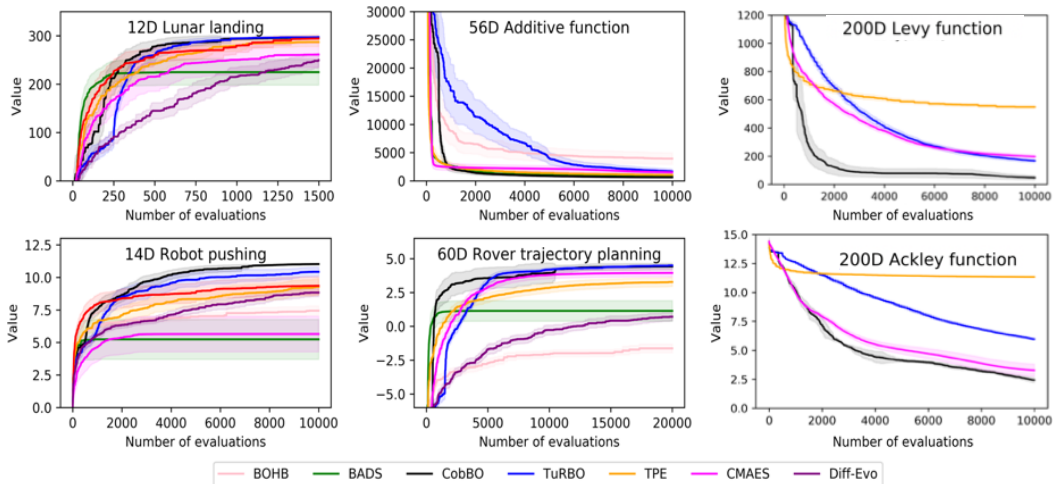 12D Lunar landing
300
200
100
0
Value
0 250 500 750 1000 1250 1500
Number of evaluations
56D Additive function
30000
25000
20000
15000
10000
5000
0
Value
0 2000 4000 6000 8000 10000
Number of evaluations
200D Levy function
1200
1000
800
600
400
200
0
Value
0 2000 4000 6000 8000 10000
Number of evaluations
14D Robot pushing
12.5
10.0
7.5
5.0
2.5
0.0
Value
0 2000 4000 6000 8000 10000
Number of evaluations
60D Rover trajectory planning
5.0
2.5
0.0
−2.5
−5.0
Value
0 5000 10000 15000 20000
Number of evaluations
200D Ackley function
15.0
12.5
10.0
7.5
5.0
2.5
0.0
Value
0 2000 4000 6000 8000 10000
Number of evaluations
BOHB BADS CobBO TuRBO TPE CMAES Diff-Evo